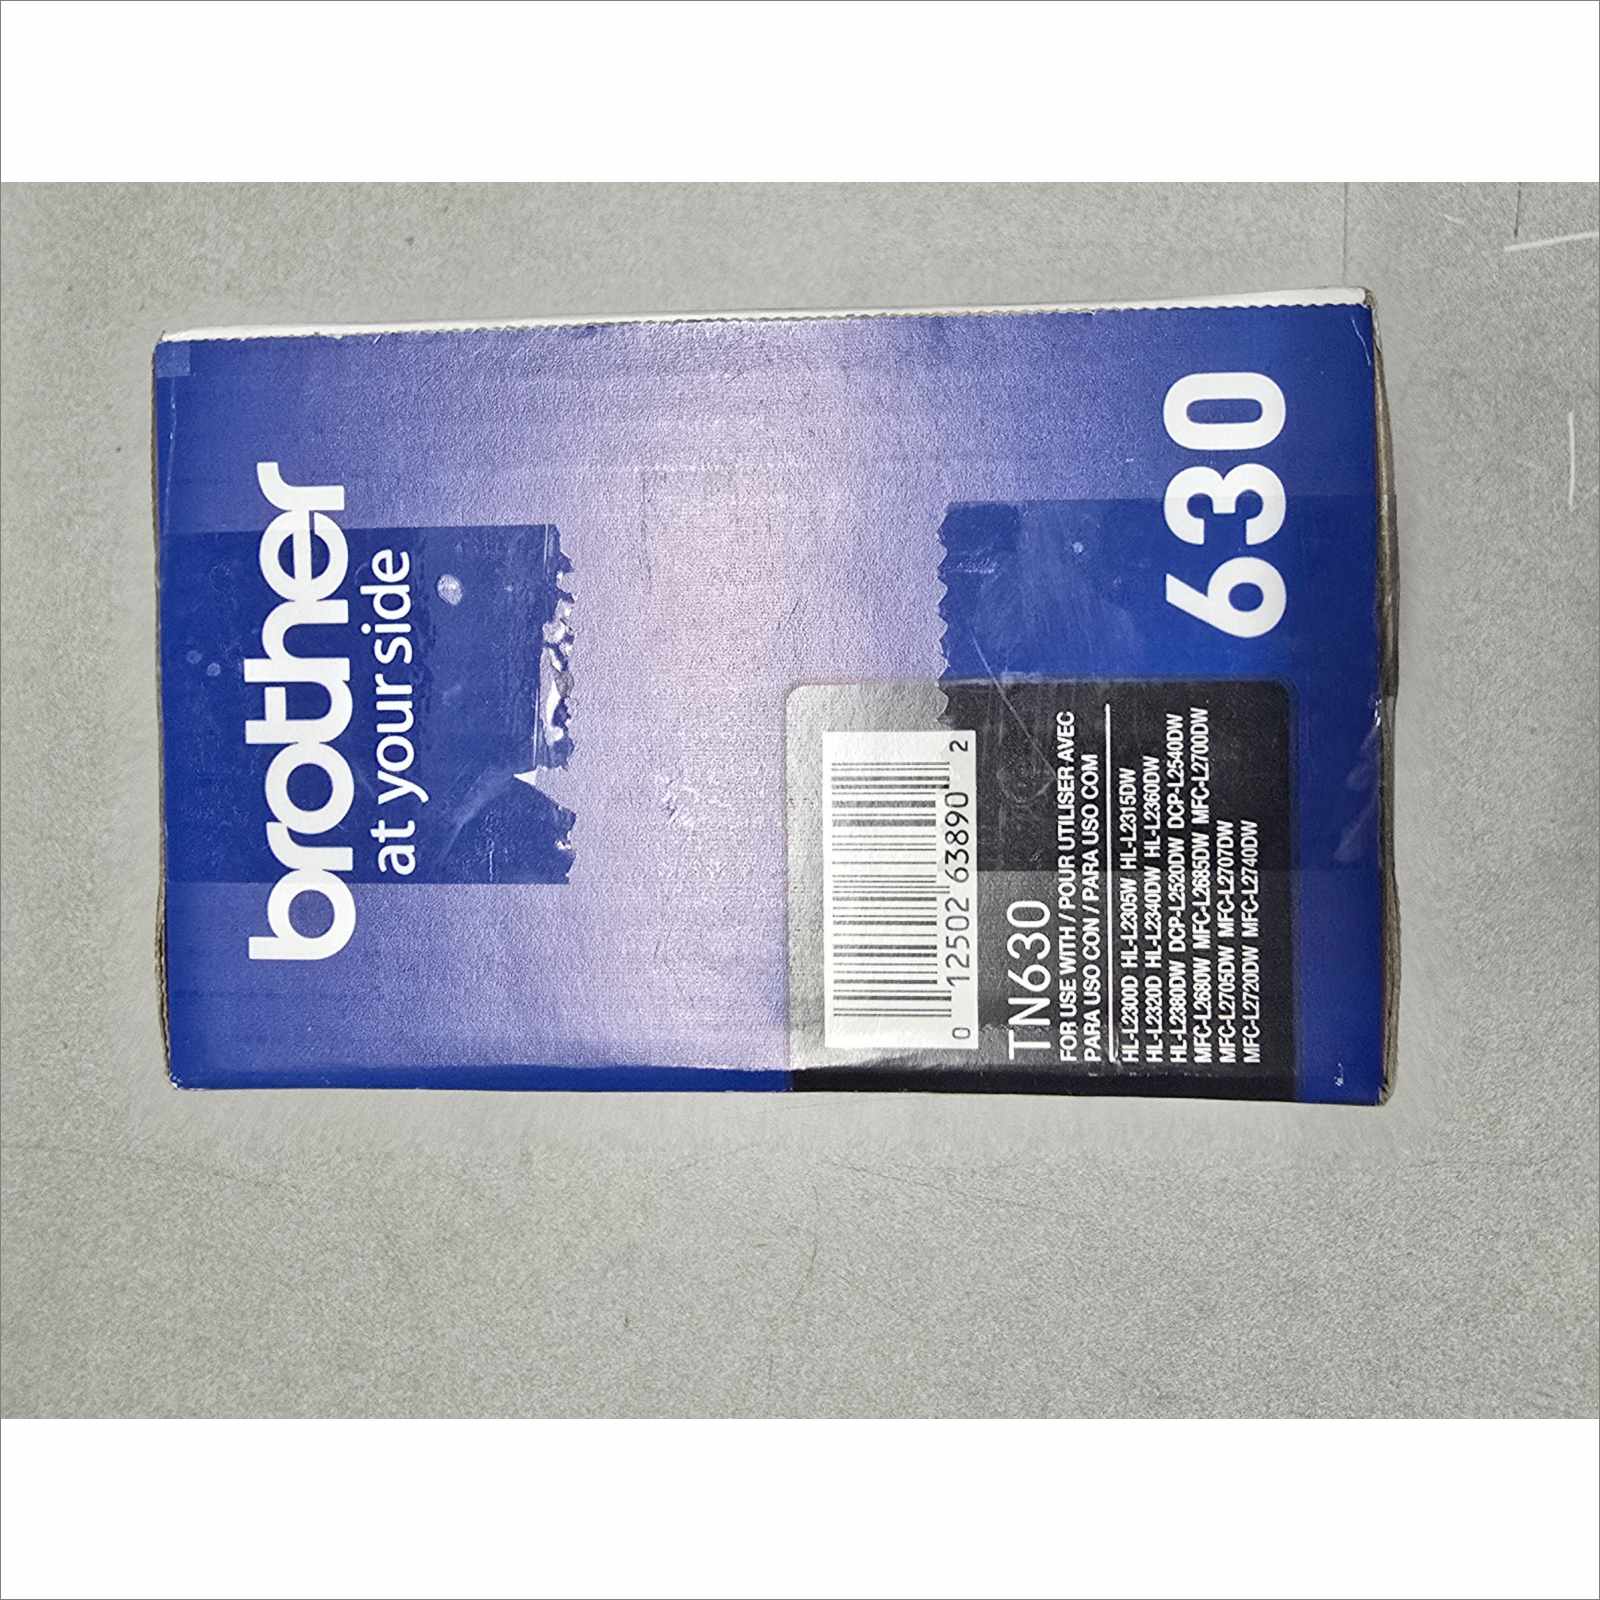 brother
at your side
0 12502 63890 2
TN630
FOR USE WITH / POUR UTILISER AVEC
PARA USO CON / PARA USO COM
HL-L2300D HL-L2305W HL-L2315DW
HL-L2320D HL-L2340DW HL-L2360DW
HL-L2380DW DCP-L2520DW DCP-L2540DW
MFC-L2680W MFC-L2685DW MFC-L2700DW
MFC-L2705DW MFC-L2707DW
MFC-L2720DW MFC-L2740DW
630